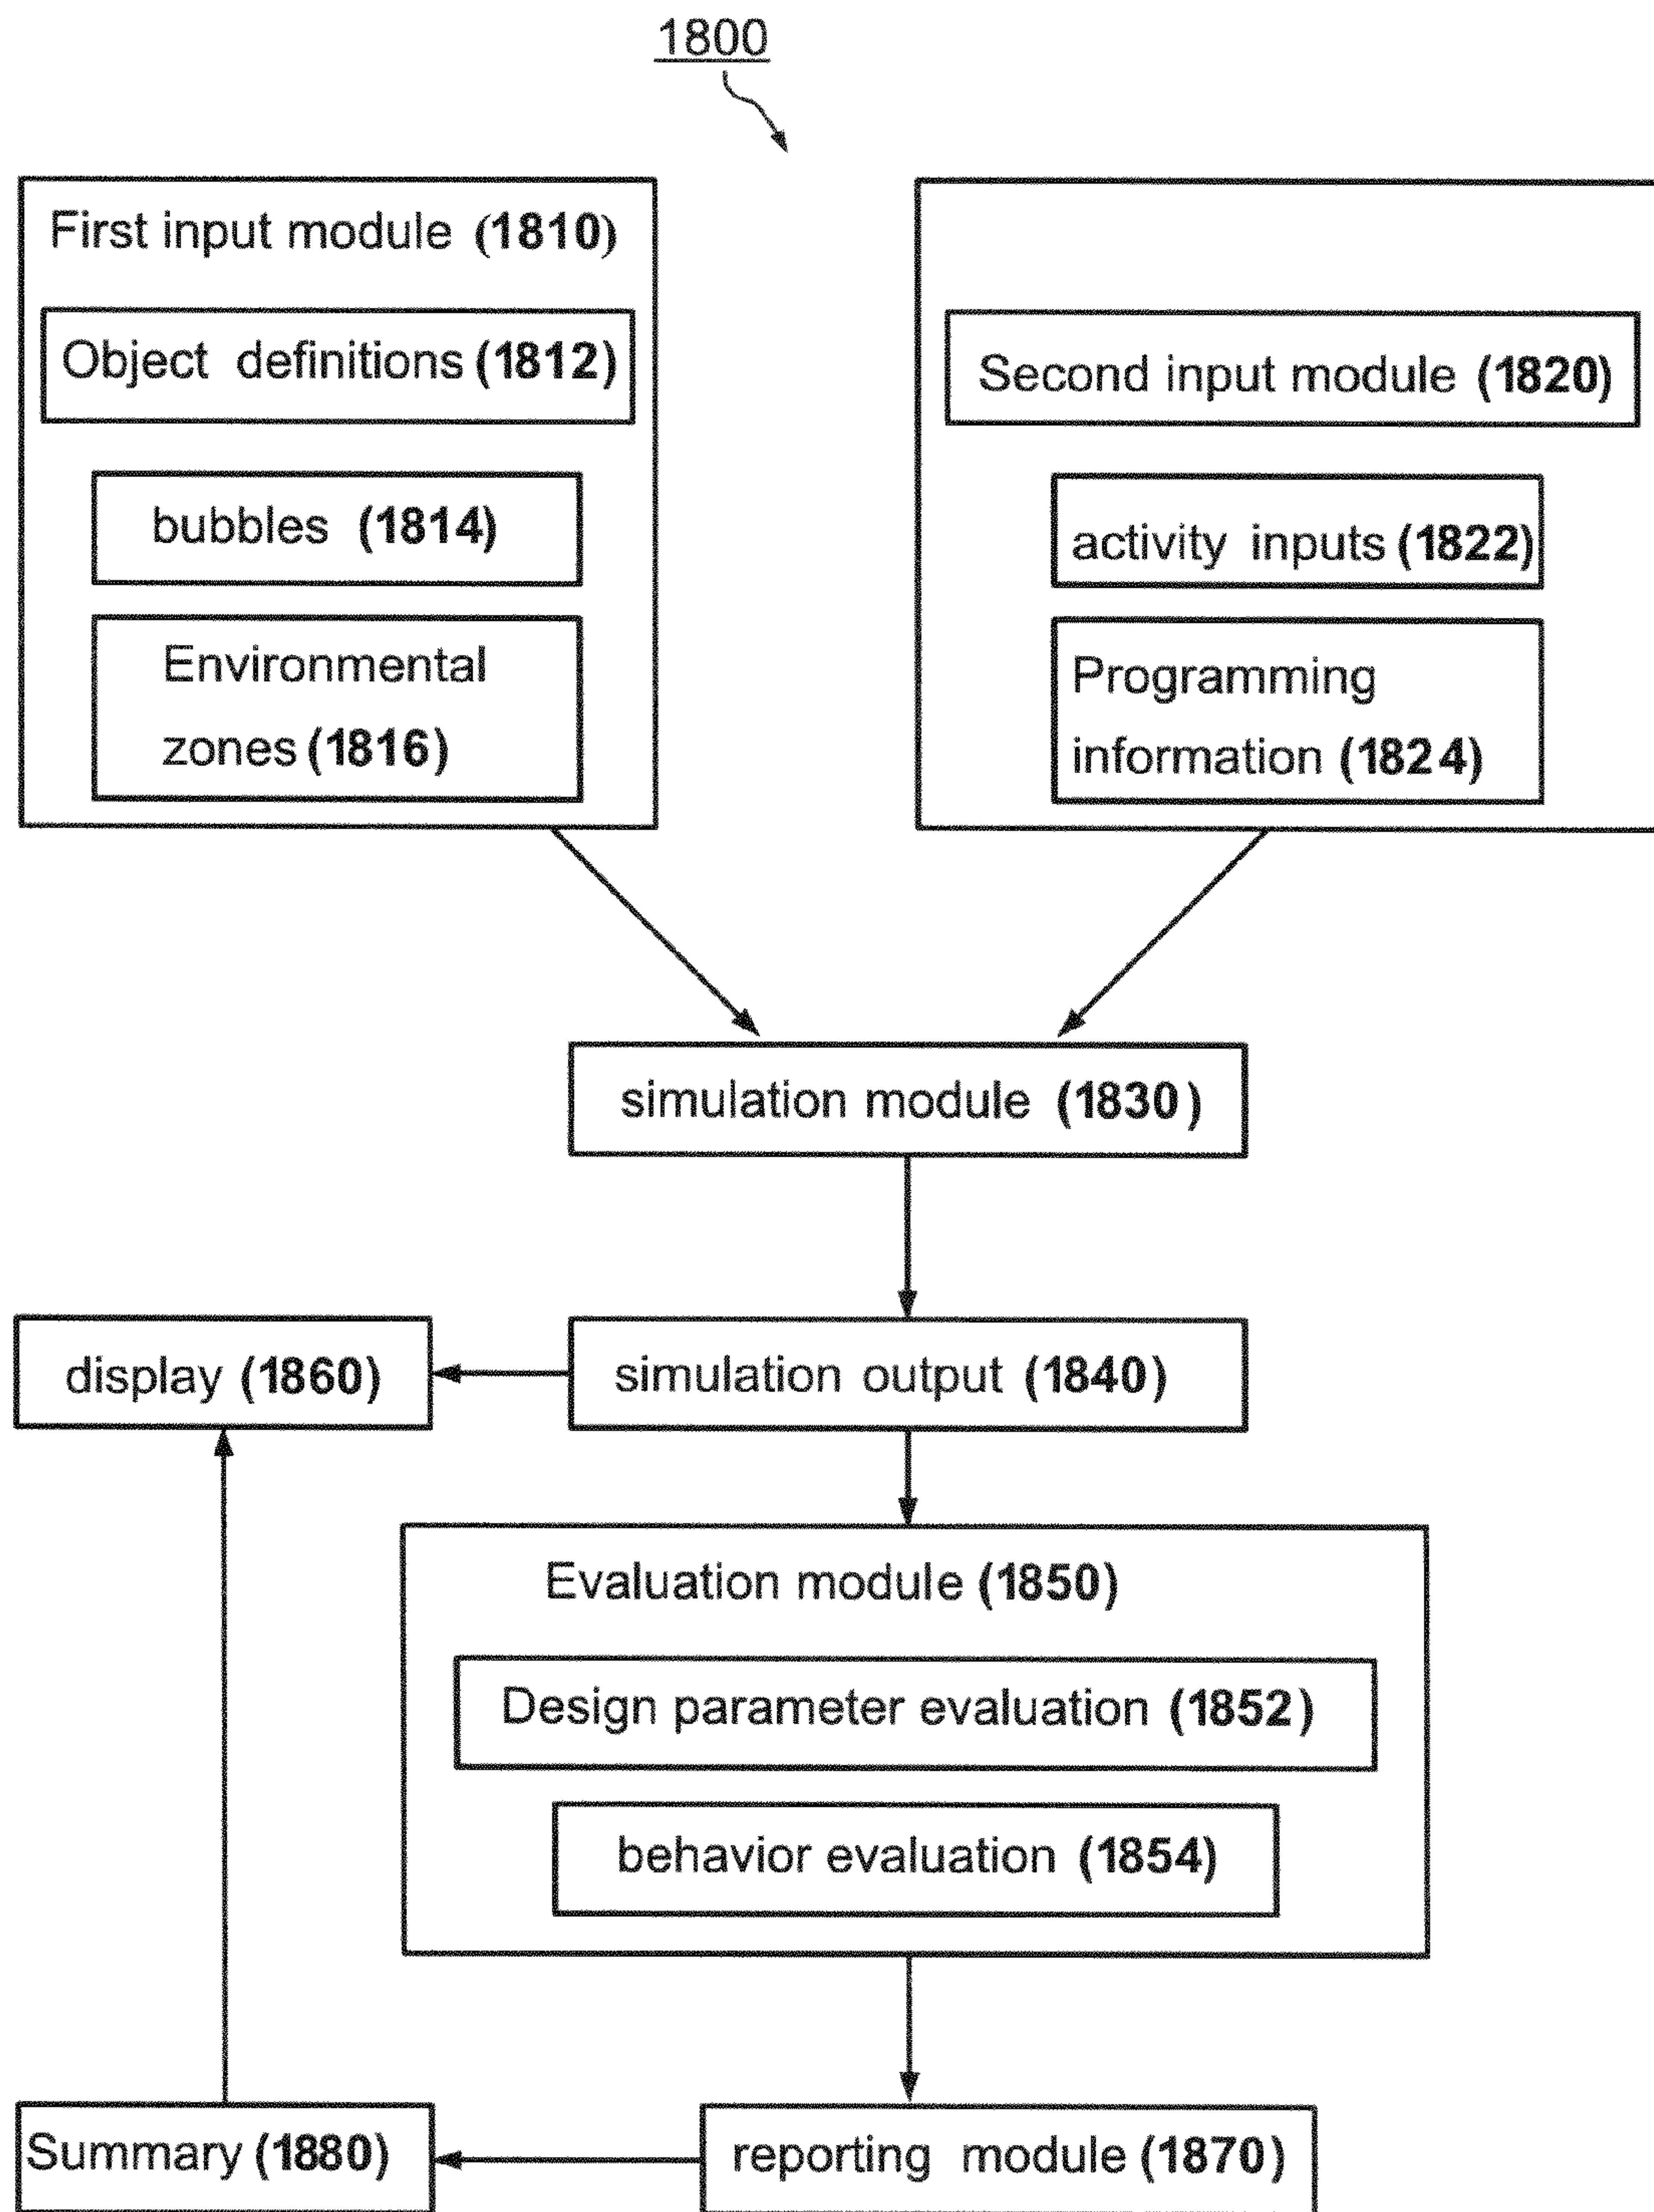 1800
First input module (1810)
Object definitions (1812)
bubbles (1814)
Environmental
zones (1816)
Second input module (1820)
activity inputs (1822)
Programming
information (1824)
simulation module (1830)
display (1860)
simulation output (1840)
Evaluation module (1850)
Design parameter evaluation (1852)
behavior evaluation (1854)
Summary (1880)
reporting module (1870)